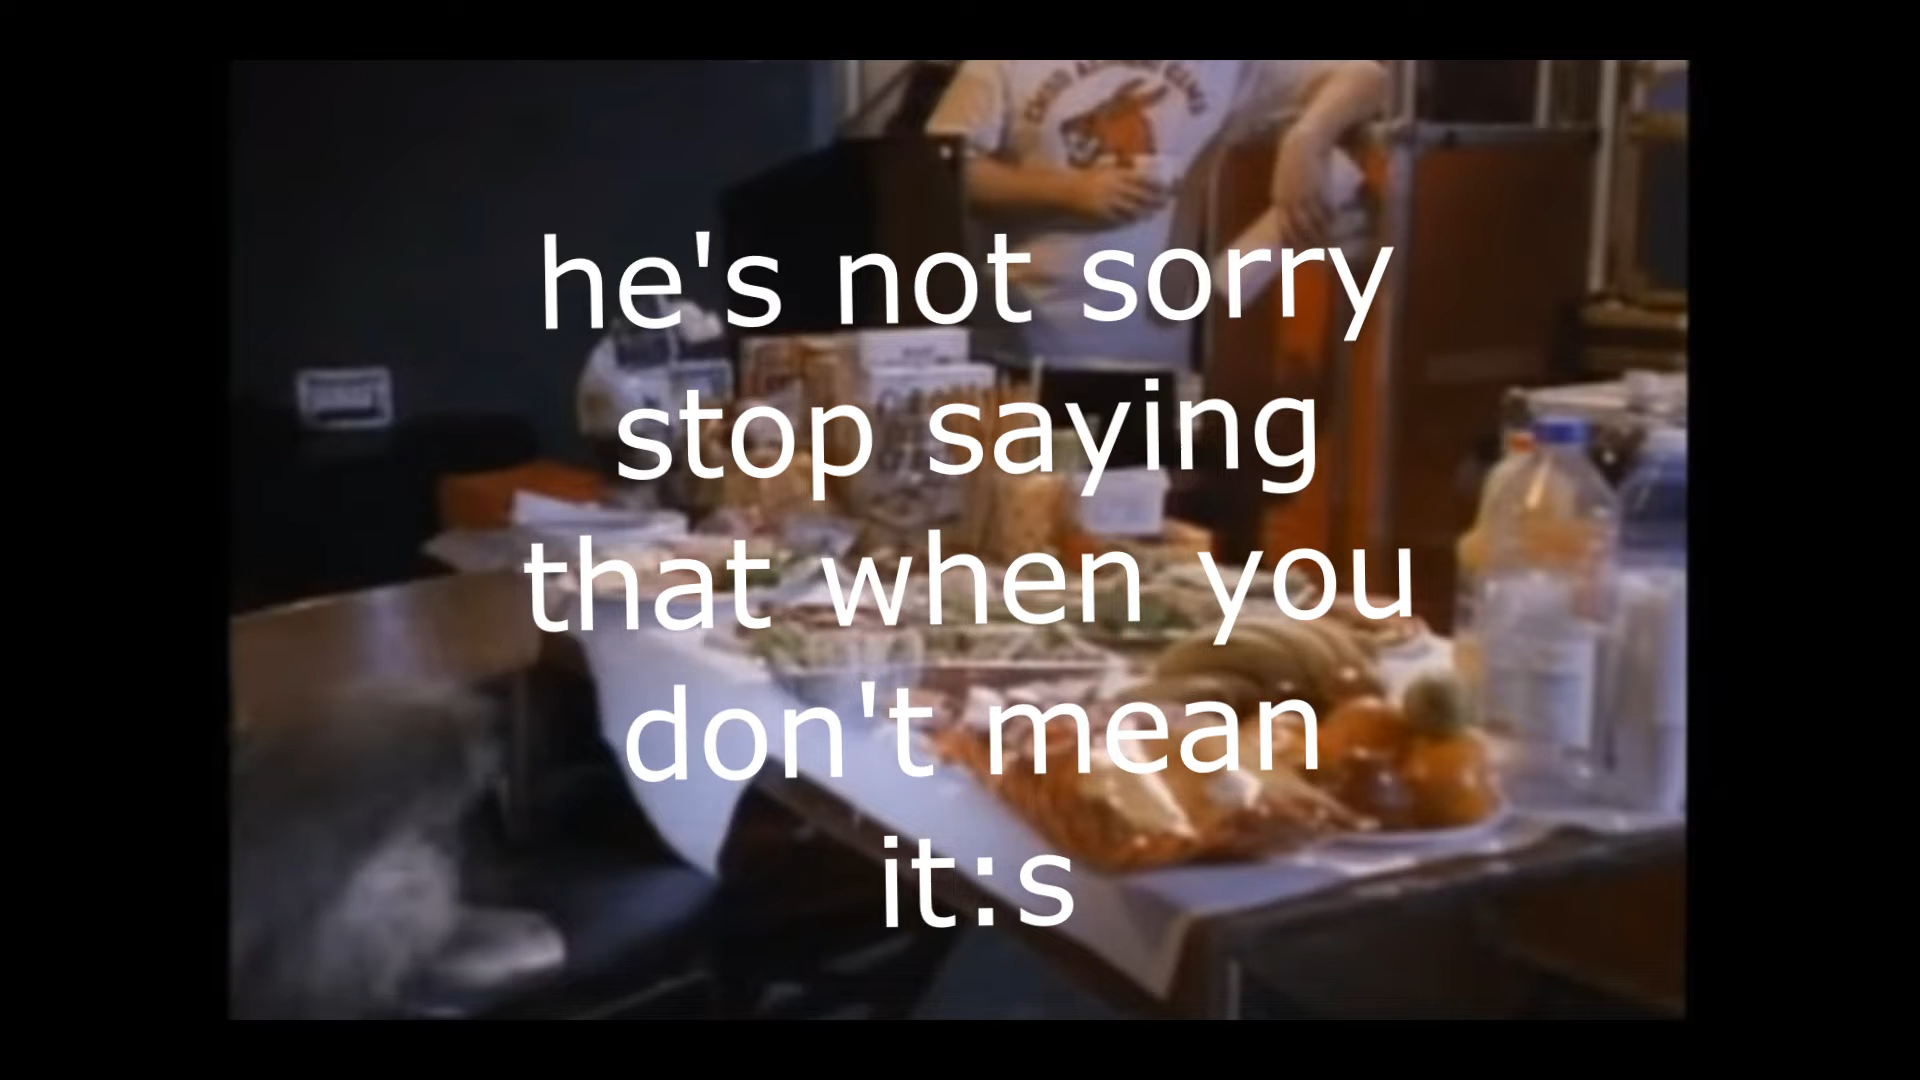 he's not sorry
stop saying
that when you
don't mean
it:s